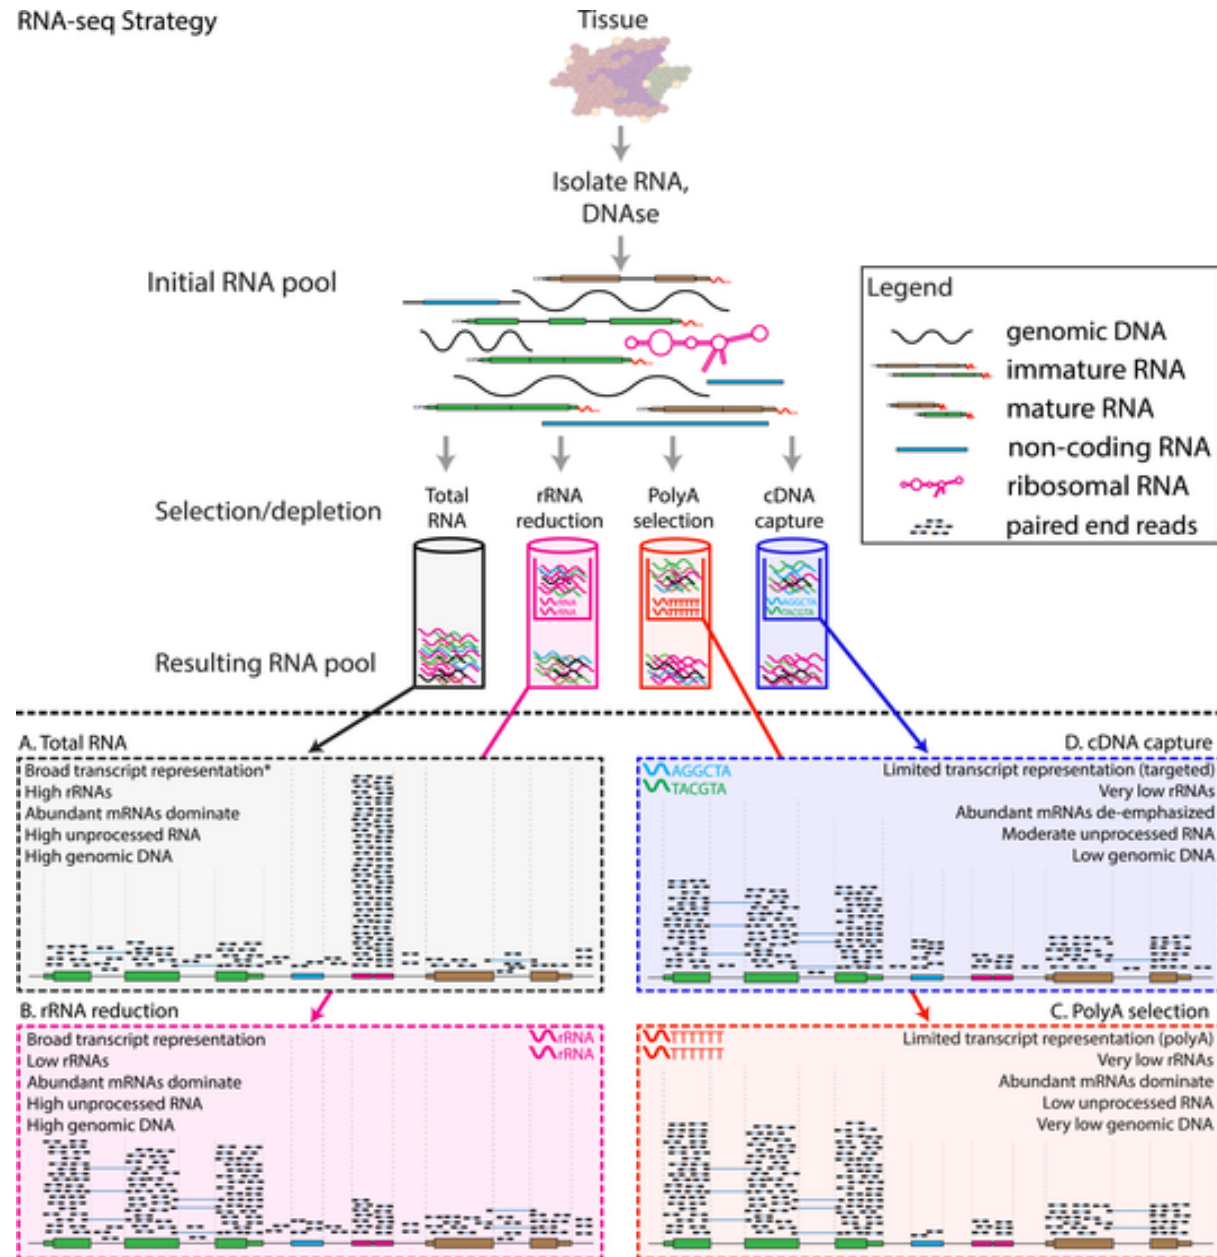 RNA-seq Strategy
Tissue
Isolate RNA,
DNAse
Initial RNA pool
Legend
genomic DNA
immature RNA
mature RNA
non-coding RNA
ribosomal RNA
paired end reads
Selection/depletion
Total
RNA
rRNA
reduction
PolyA
selection
cDNA
capture
rRNA
rRNA
TTTTTT
TTTTTT
AGGCTA
TACGTA
Resulting RNA pool
A. Total RNA
Broad transcript representation*
High rRNAs
Abundant mRNAs dominate
High unprocessed RNA
High genomic DNA
D. cDNA capture
AGGCTA
TACGTA
Limited transcript representation (targeted)
Very low rRNAs
Abundant mRNAs de-emphasized
Moderate unprocessed RNA
Low genomic DNA
B. rRNA reduction
Broad transcript representation
Low rRNAs
Abundant mRNAs dominate
High unprocessed RNA
High genomic DNA
rRNA
rRNA
C. PolyA selection
TTTTTTT
TTTTTTT
Limited transcript representation (polyA)
Very low rRNAs
Abundant mRNAs dominate
Low unprocessed RNA
Very low genomic DNA